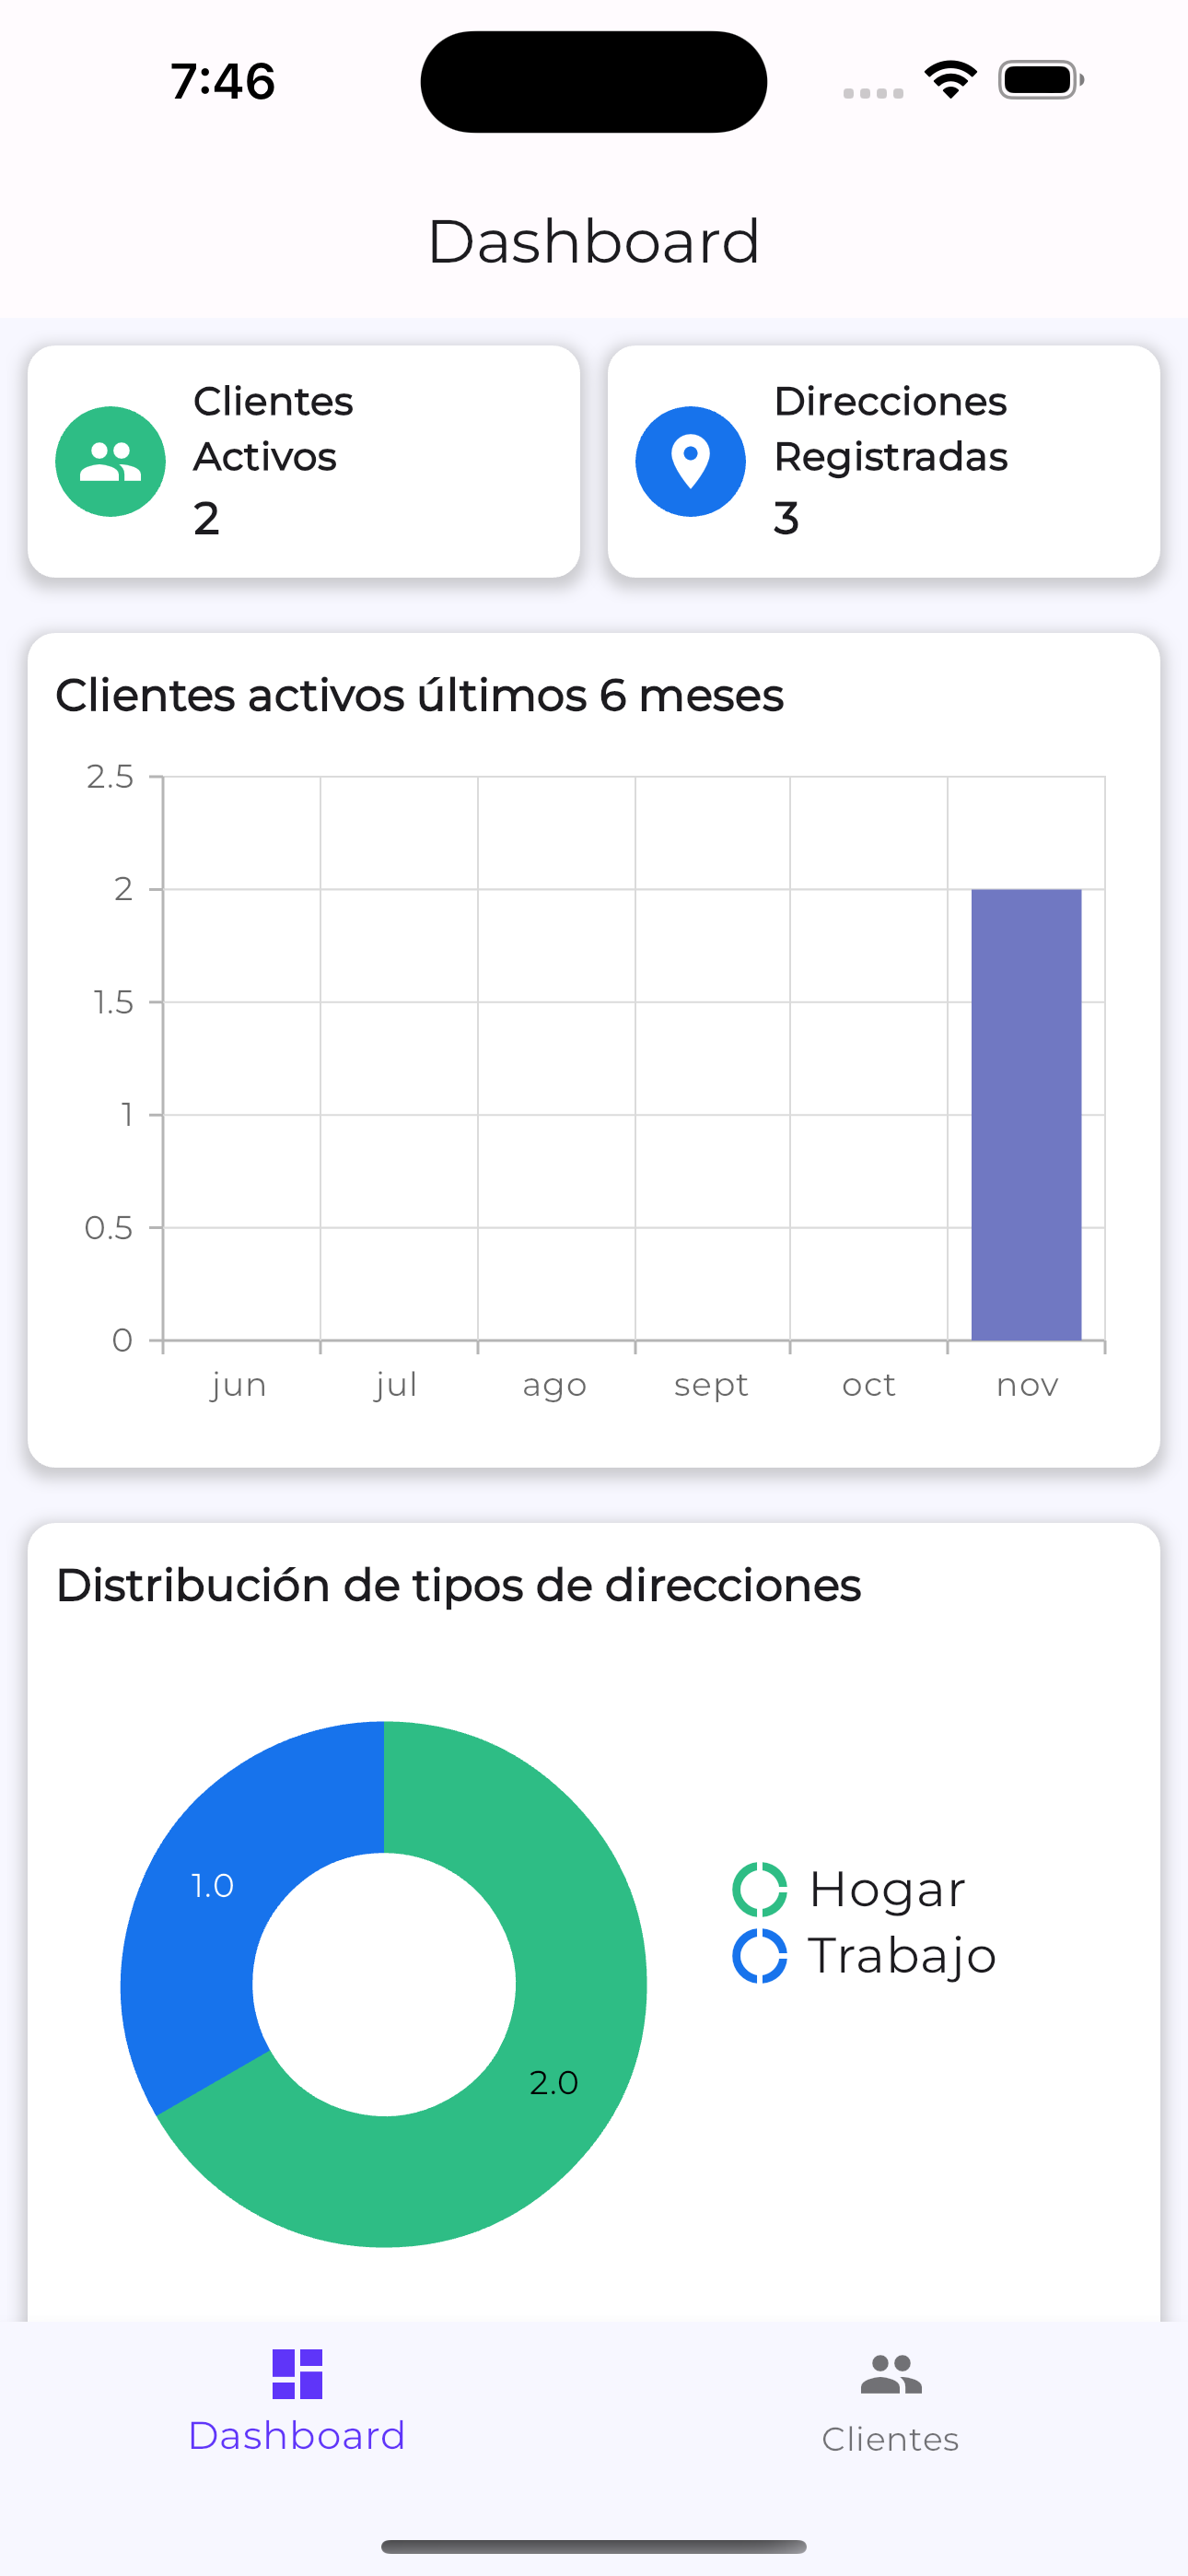 7:46
Dashboard
Clientes
Activos
2
Direcciones
Registradas
3
Clientes activos últimos 6 meses
2.5
2
1.5
1
0.5
0
jun jul ago sept oct nov
Distribución de tipos de direcciones
1.0
2.0
Hogar
Trabajo
Dashboard
Clientes